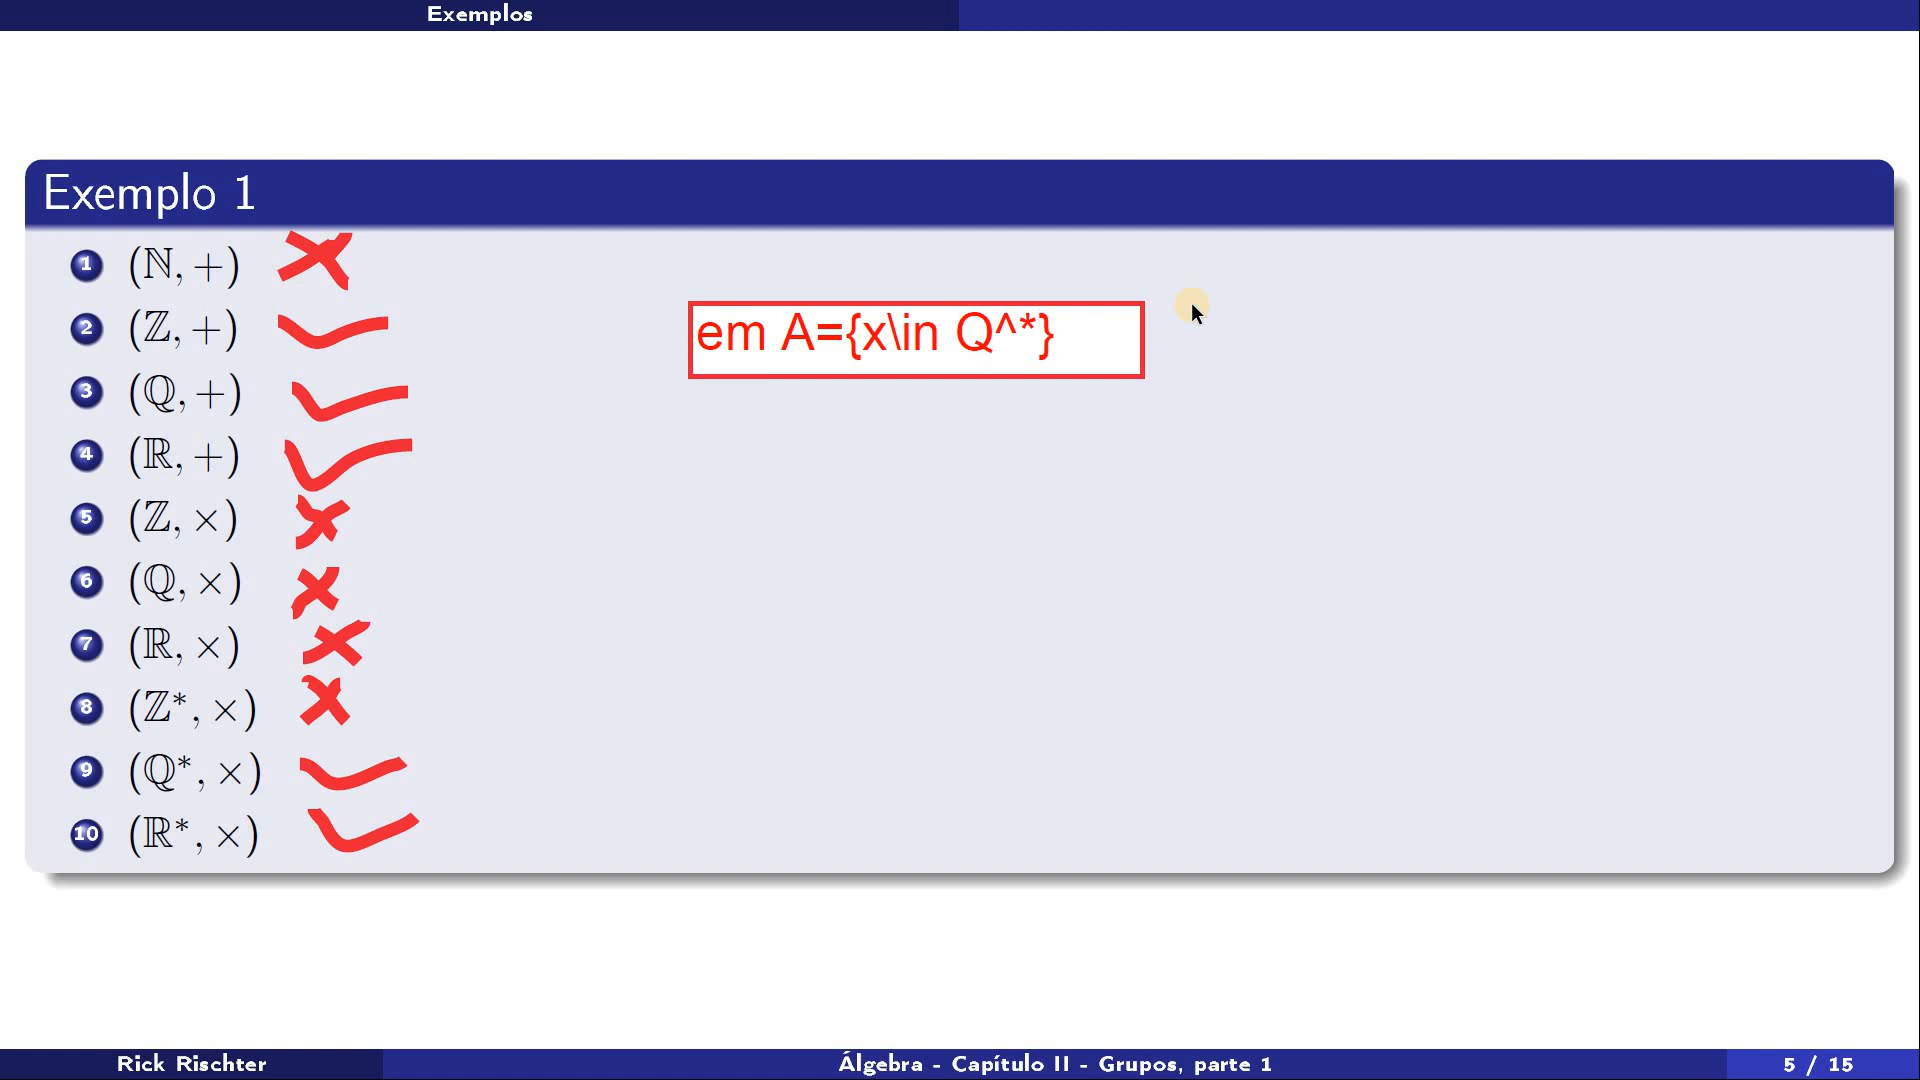 Exemplos
Exemplo 1
1 (ℕ, +)
2 (ℤ, +)
em A={x\in Q^*}
3 (ℚ, +)
4 (ℝ, +)
5 (ℤ, ×)
6 (ℚ, ×)
7 (ℝ, ×)
8 (ℤ*, ×)
9 (ℚ*, ×)
10 (ℝ*, ×)
Rick Rischter Álgebra - Capítulo II - Grupos, parte 1 5 / 15